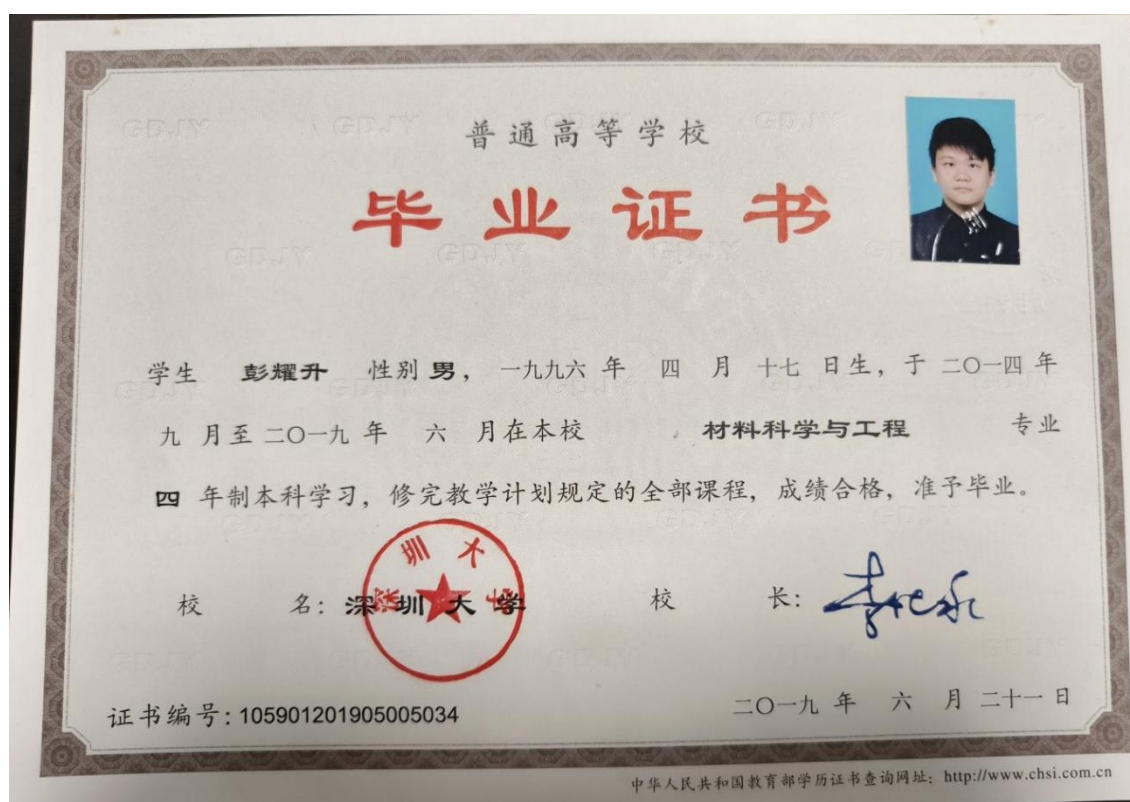 普通高等学校
毕业证书
学生 彭耀升 性别 男，一九九六 年 四 月 十七 日生，于 二〇一四 年
九 月至 二〇一九 年 六 月在本校 材料科学与工程 专业
四 年制本科学习，修完教学计划规定的全部课程，成绩合格，准予毕业。
校 名：深圳大学 校 长：
深圳大学
证书编号：105901201905005034 二〇一九 年 六 月 二十一 日
中华人民共和国教育部学历证书查询网址：http://www.chsi.com.cn